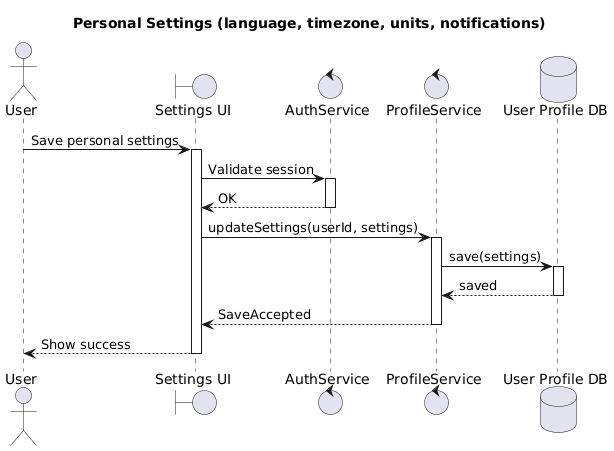 Personal Settings (language, timezone, units, notifications)
User
Settings UI
AuthService
ProfileService
User Profile DB
Save personal settings
Validate session
OK
updateSettings(userId, settings)
save(settings)
saved
SaveAccepted
Show success
User
Settings UI
AuthService
ProfileService
User Profile DB